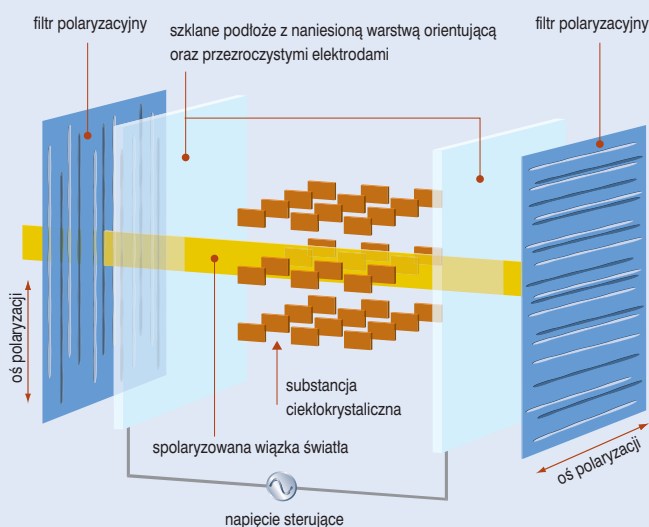 filtr polaryzacyjny
szklane podłoże z naniesioną warstwą orientującą
oraz przezroczystymi elektrodami
filtr polaryzacyjny
oś polaryzacji
substancja
ciekłokrystaliczna
spolaryzowana wiązka światła
oś polaryzacji
napięcie sterujące